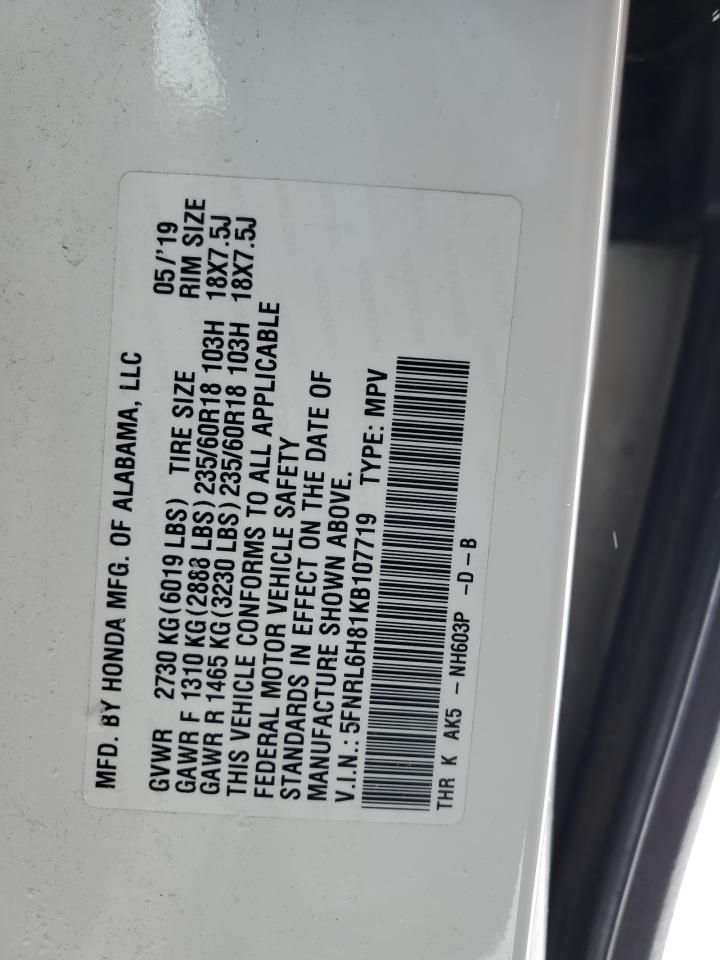 MFD. BY HONDA MFG. OF ALABAMA, LLC 05/'19
GVWR 2730 KG(6019 LBS) TIRE SIZE RIM SIZE
GAWR F 1310 KG(2888 LBS)235/60R18 103H 18X7.5J
GAWR R 1465 KG(3230 LBS)235/60R18 103H 18X7.5J
THIS VEHICLE CONFORMS TO ALL APPLICABLE
FEDERAL MOTOR VEHICLE SAFETY
STANDARDS IN EFFECT ON THE DATE OF
MANUFACTURE SHOWN ABOVE.
V.I.N.: 5FNRL6H81KB107719 TYPE: MPV
THR K AK5 - NH603P -D-B